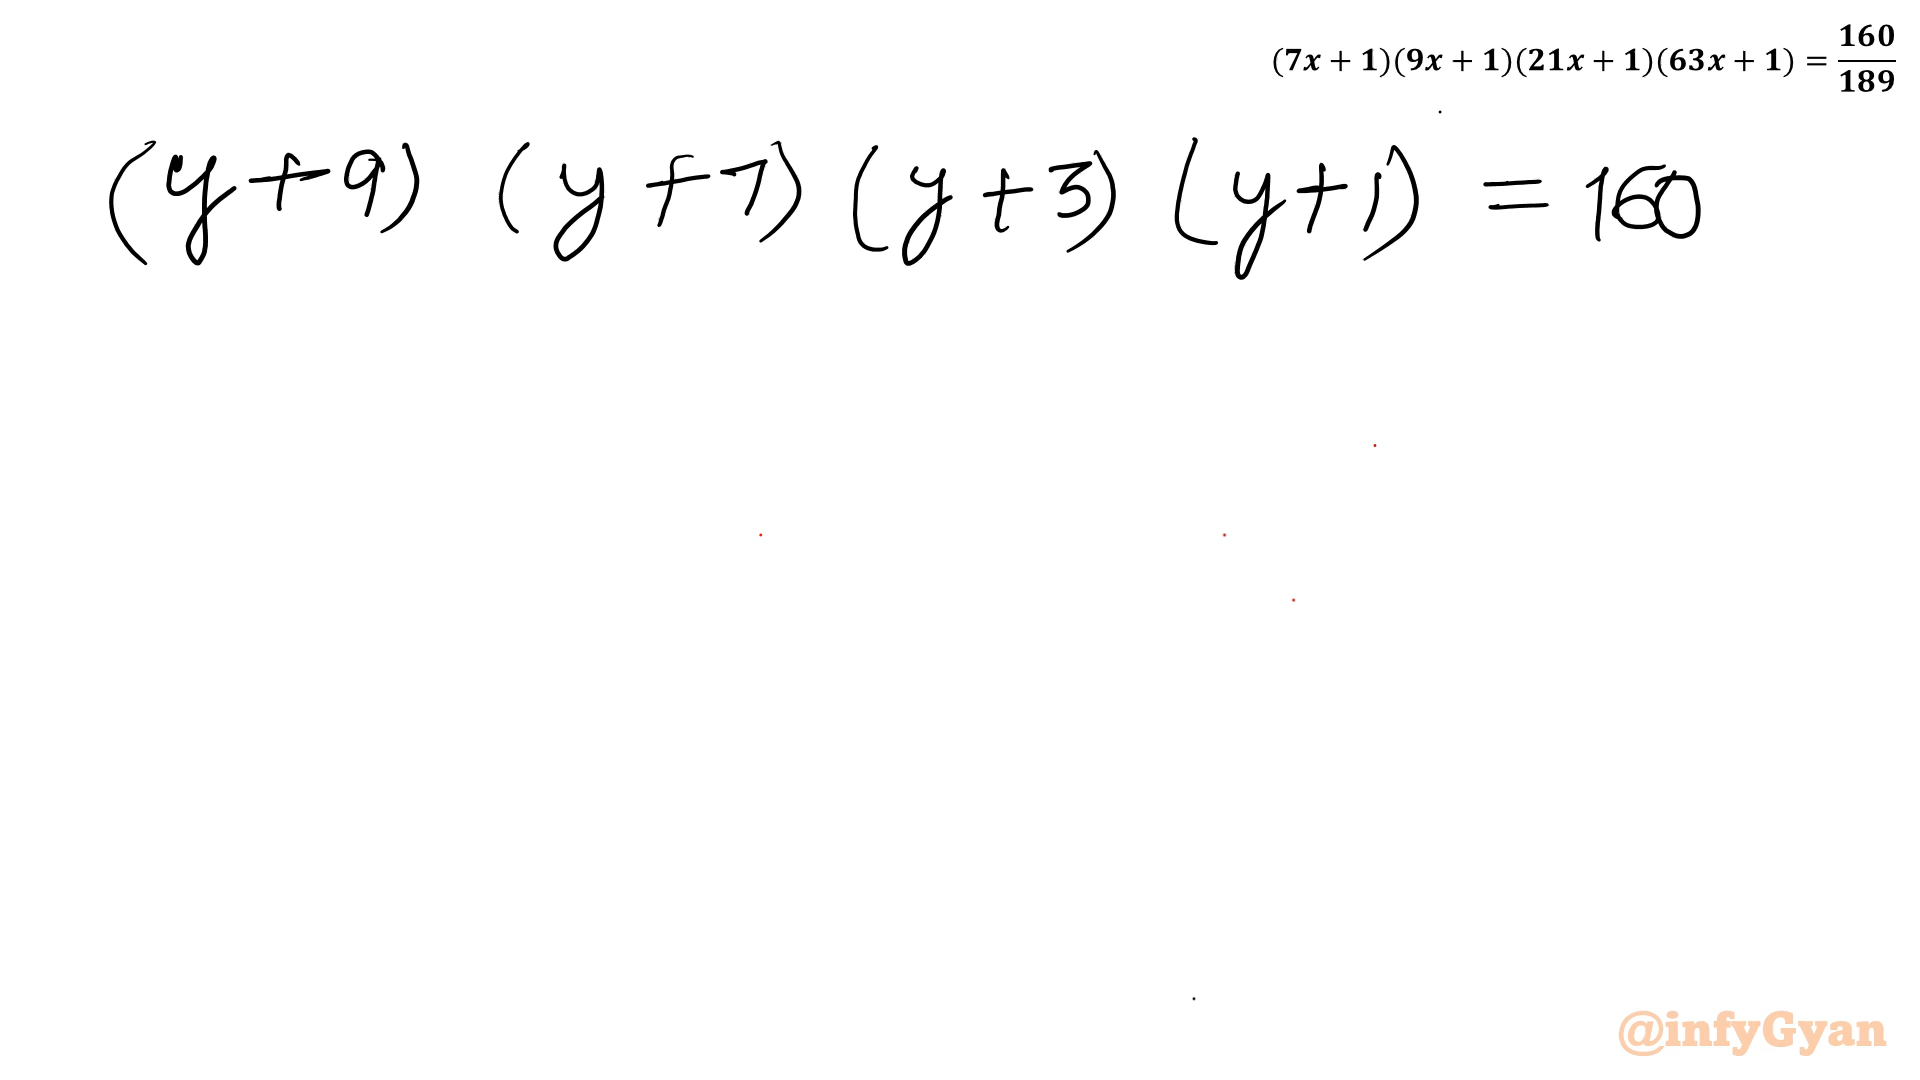 (7x + 1)(9x + 1)(21x + 1)(63x + 1) = 160/189
(y+9) (y+7) (y+3) (y+1) = 160
@infyGyan